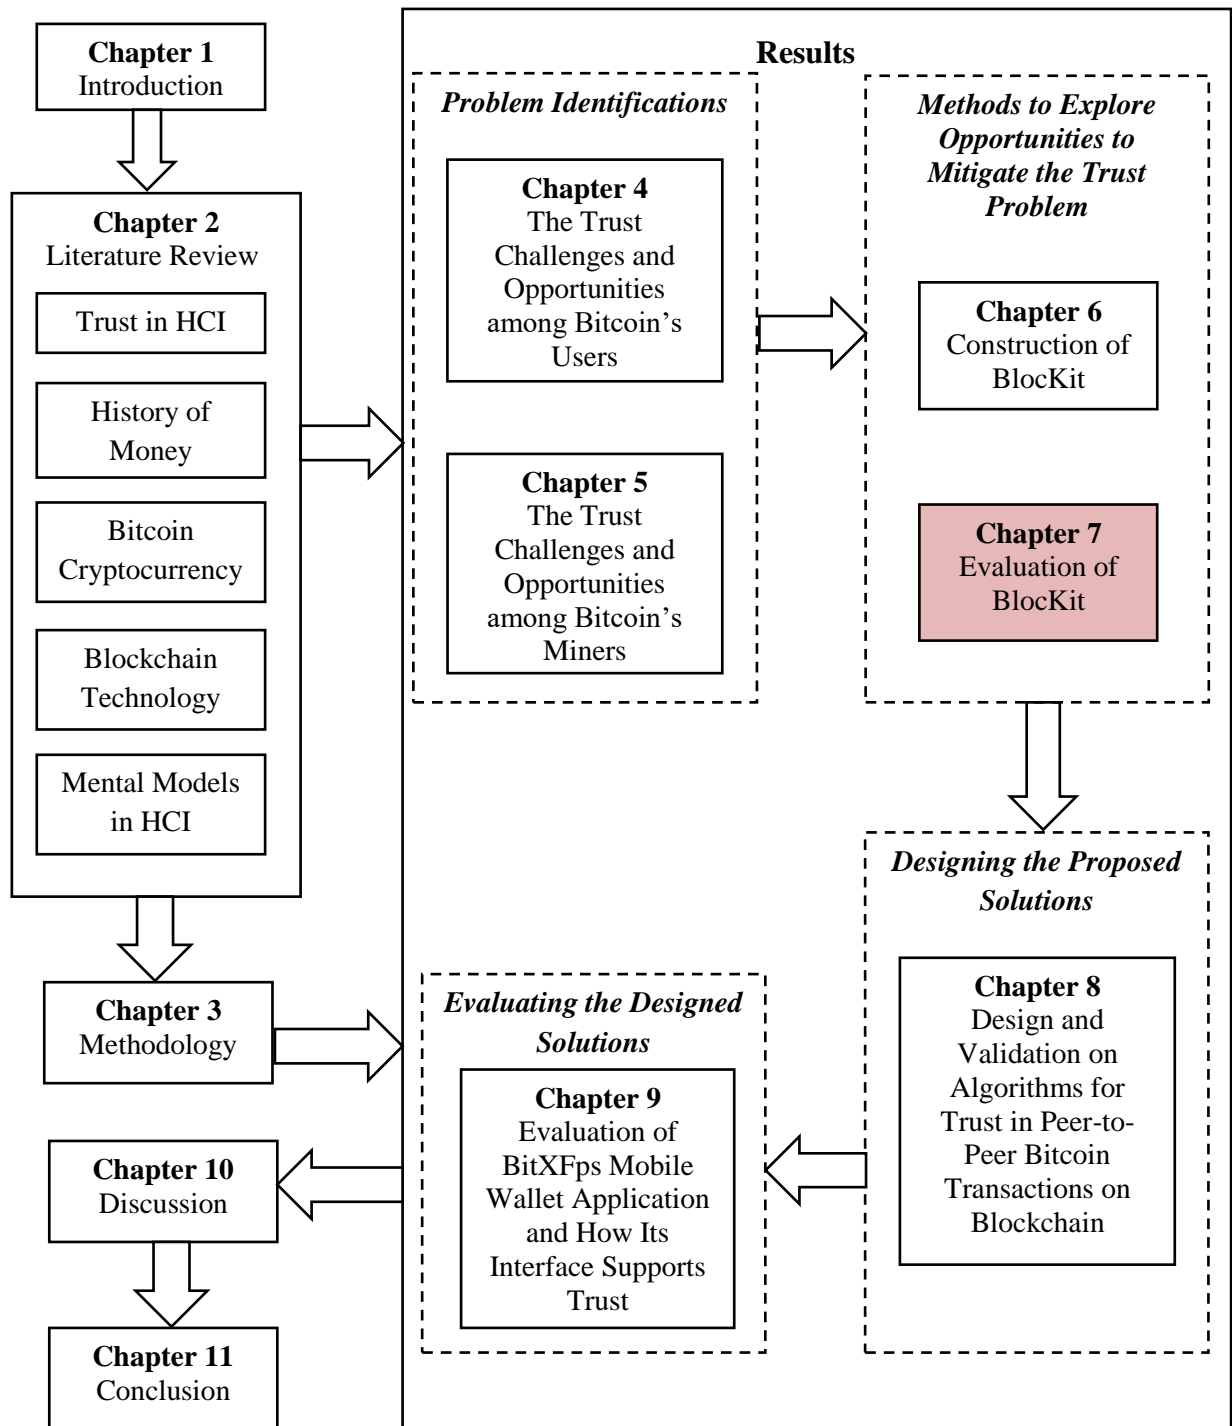 Chapter 1
Introduction
Chapter 2
Literature Review
Trust in HCI
History of
Money
Bitcoin
Cryptocurrency
Blockchain
Technology
Mental Models
in HCI
Chapter 3
Methodology
Results
Problem Identifications
Chapter 4
The Trust
Challenges and
Opportunities
among Bitcoin’s
Users
Chapter 5
The Trust
Challenges and
Opportunities
among Bitcoin’s
Miners
Methods to Explore
Opportunities to
Mitigate the Trust
Problem
Chapter 6
Construction of
BlocKit
Chapter 7
Evaluation of
BlocKit
Designing the Proposed
Solutions
Chapter 8
Design and
Validation on
Algorithms for
Trust in Peer-to-
Peer Bitcoin
Transactions on
Blockchain
Evaluating the Designed
Solutions
Chapter 9
Evaluation of
BitXFps Mobile
Wallet Application
and How Its
Interface Supports
Trust
Chapter 10
Discussion
Chapter 11
Conclusion